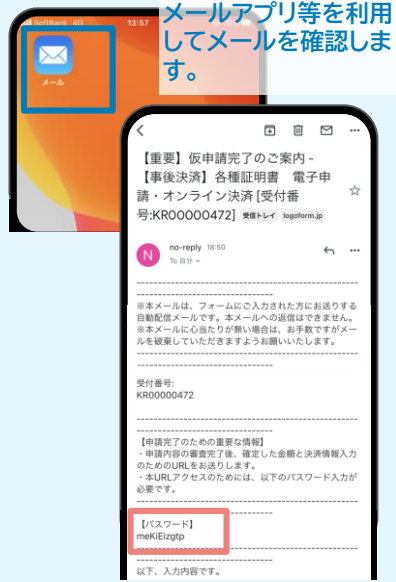 メールアプリ等を利用
してメールを確認しま
す。
SoftBank 4G
13:57
メール
【重要】仮申請完了のご案内 -
【事後決済】各種証明書 電子申
請・オンライン決済 [受付番
号:KR00000472] 受信トレイ logoform.jp
N
no-reply 18:50
To 自分
--------------------------------------------------------
----------------------------------
※本メールは、フォームにご入力された方にお送りする
自動配信メールです。本メールへの返信はできません。
※本メールに心当たりが無い場合は、お手数ですがメー
ルを破棄していただきますようお願いいたします。
--------------------------------------------------------
----------------------------------
受付番号:
KR00000472
--------------------------------------------------------
----------------------------------
【申請完了のための重要な情報】
・申請内容の審査完了後、確定した金額と決済情報入力
のためのURLをお送りします。
・本URLアクセスのためには、以下のパスワード入力が
必要です。
--------------------------------------------------------
----------------------------------
【パスワード】
meKiEizgtp
--------------------------------------------------------
----------------------------------
以下、入力内容です。